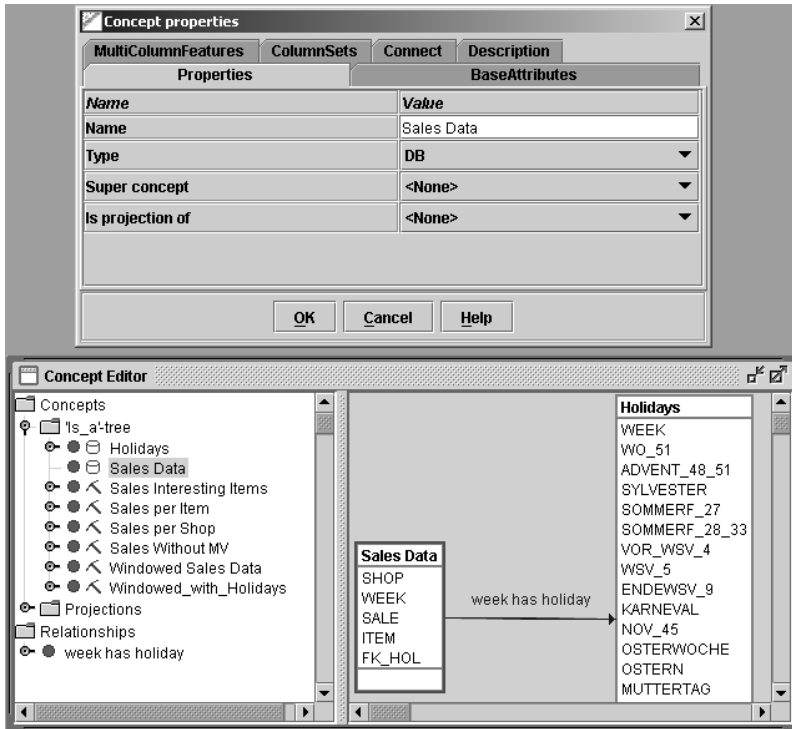 Concept properties
MultiColumnFeatures ColumnSets Connect Description
Properties BaseAttributes
Name Value
Name Sales Data
Type DB
Super concept <None>
Is projection of <None>
OK Cancel Help
Concept Editor
Concepts
'Is_a'-tree
Holidays
Sales Data
Sales Interesting Items
Sales per Item
Sales per Shop
Sales Without MV
Windowed Sales Data
Windowed_with_Holidays
Projections
Relationships
week has holiday
Sales Data
SHOP
WEEK
SALE
ITEM
FK_HOL
week has holiday
Holidays
WEEK
WO_51
ADVENT_48_51
SYLVESTER
SOMMERF_27
SOMMERF_28_33
VOR_WSV_4
WSV_5
ENDEWSV_9
KARNEVAL
NOV_45
OSTERWOCHE
OSTERN
MUTTERTAG